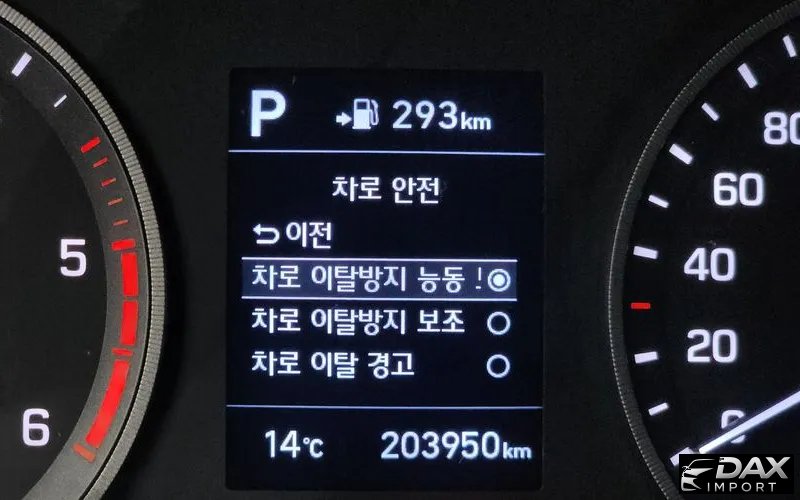 P 293km
차로 안전
이전
차로 이탈방지 능동 !
차로 이탈방지 보조
차로 이탈 경고
14℃ 203950km
5
6
80
60
40
20
0
DAX
IMPORT